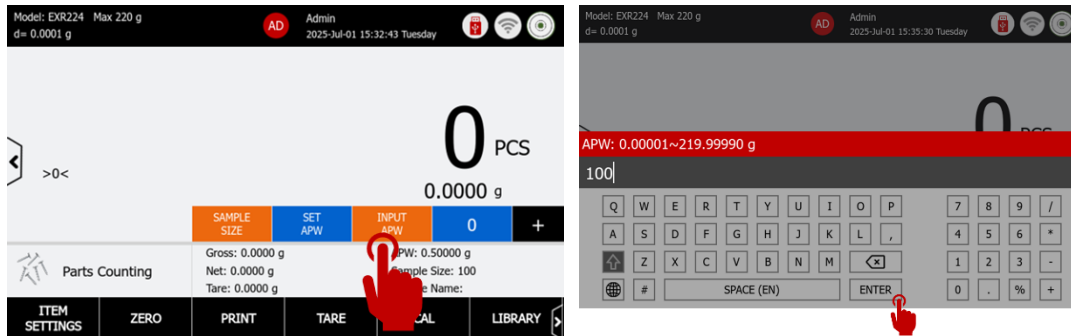 Model: EXR224 Max 220 g
d= 0.0001 g
AD
Admin
2025-Jul-01 15:32:43 Tuesday
0 PCS
>0<
0.0000 g
SAMPLE
SIZE
SET
APW
INPUT
APW
0
+
Parts Counting
Gross: 0.0000 g
Net: 0.0000 g
Tare: 0.0000 g
APW: 0.50000 g
Sample Size: 100
Name:
ITEM
SETTINGS
ZERO
PRINT
TARE
CAL
LIBRARY
Model: EXR224 Max 220 g
d= 0.0001 g
AD
Admin
2025-Jul-01 15:35:30 Tuesday
0
APW: 0.00001~219.99990 g
100
Q W E R T Y U I O P 7 8 9 /
A S D F G H J K L , 4 5 6 *
Z X C V B N M 1 2 3 -
# SPACE (EN) ENTER 0 . % +